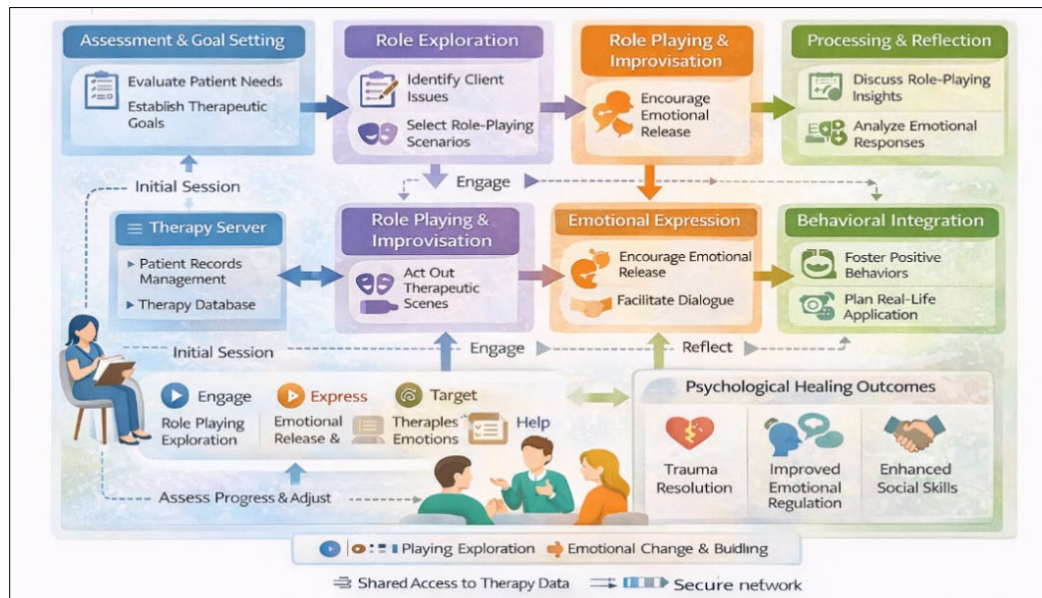 Assessment & Goal Setting
Evaluate Patient Needs
Establish Therapeutic
Goals
Role Exploration
Identify Client
Issues
Select Role-Playing
Scenarios
Role Playing &
Improvisation
Encourage
Emotional
Release
Processing & Reflection
Discuss Role-Playing
Insights
Analyze Emotional
Responses
Initial Session
Engage
Therapy Server
Patient Records
Management
Therapy Database
Role Playing &
Improvisation
Act Out
Therapeutic
Scenes
Emotional Expression
Encourage Emotional
Release
Facilitate Dialogue
Behavioral Integration
Foster Positive
Behaviors
Plan Real-Life
Application
Initial Session
Engage
Reflect
Engage
Role Playing
Exploration
Express
Emotional
Release &
Target
Theraples
Emotions
Help
Assess Progress & Adjust
Psychological Healing Outcomes
Trauma
Resolution
Improved
Emotional
Regulation
Enhanced
Social Skills
Playing Exploration
Emotional Change & Buidling
Shared Access to Therapy Data
Secure network